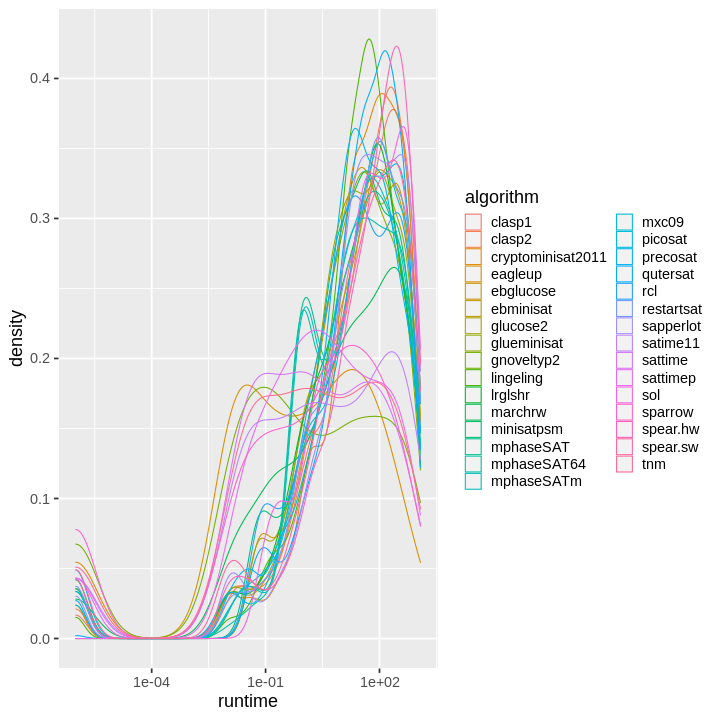 0.4
0.3
0.2
0.1
0.0
density
1e-04
1e-01
1e+02
runtime
algorithm
clasp1
clasp2
cryptominisat2011
eagleup
ebglucose
ebminisat
glucose2
glueminisat
gnoveltyp2
lingeling
lrglshr
marchrw
minisatpsm
mphaseSAT
mphaseSAT64
mphaseSATm
mxc09
picosat
precosat
qutersat
rcl
restartsat
sapperlot
satime11
sattime
sattimep
sol
sparrow
spear.hw
spear.sw
tnm